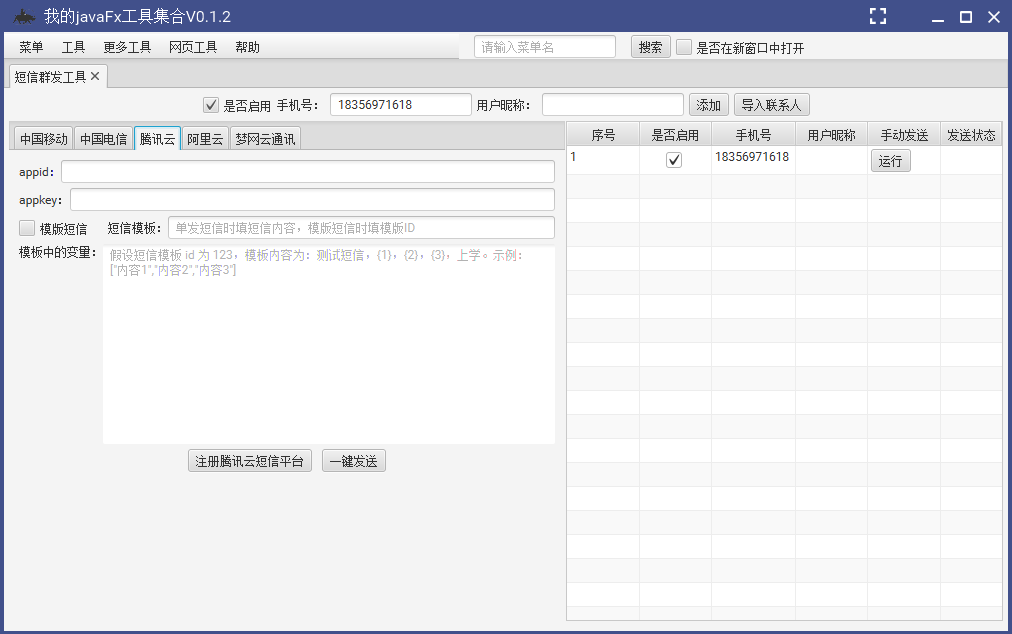 我的javaFx工具集合V0.1.2
菜单 工具 更多工具 网页工具 帮助 请输入菜单名 搜索 是否在新窗口中打开
短信群发工具
是否启用 手机号： 18356971618 用户昵称： 添加 导入联系人
中国移动 中国电信 腾讯云 阿里云 梦网云通讯
序号 是否启用 手机号 用户昵称 手动发送 发送状态
1 18356971618 运行
appid：
appkey：
模版短信 短信模板： 单发短信时填短信内容，模版短信时填模版ID
模板中的变量： 假设短信模板 id 为 123，模板内容为：测试短信，{1}，{2}，{3}，上学。示例：
["内容1","内容2","内容3"]
注册腾讯云短信平台 一键发送